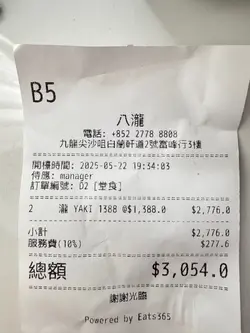 B5
八瀧
電話: +852 2778 8808
九龍尖沙咀白蘭軒道2號富峰行3樓
開檯時間: 2025-05-22 19:34:03
侍應: manager
訂單編號: D2 [堂食]
2 瀧 YAKI 1388 @$1,388.0 $2,776.0
小計 $2,776.0
服務費(10%) $277.6
總額 $3,054.0
謝謝光臨
Powered by Eats365